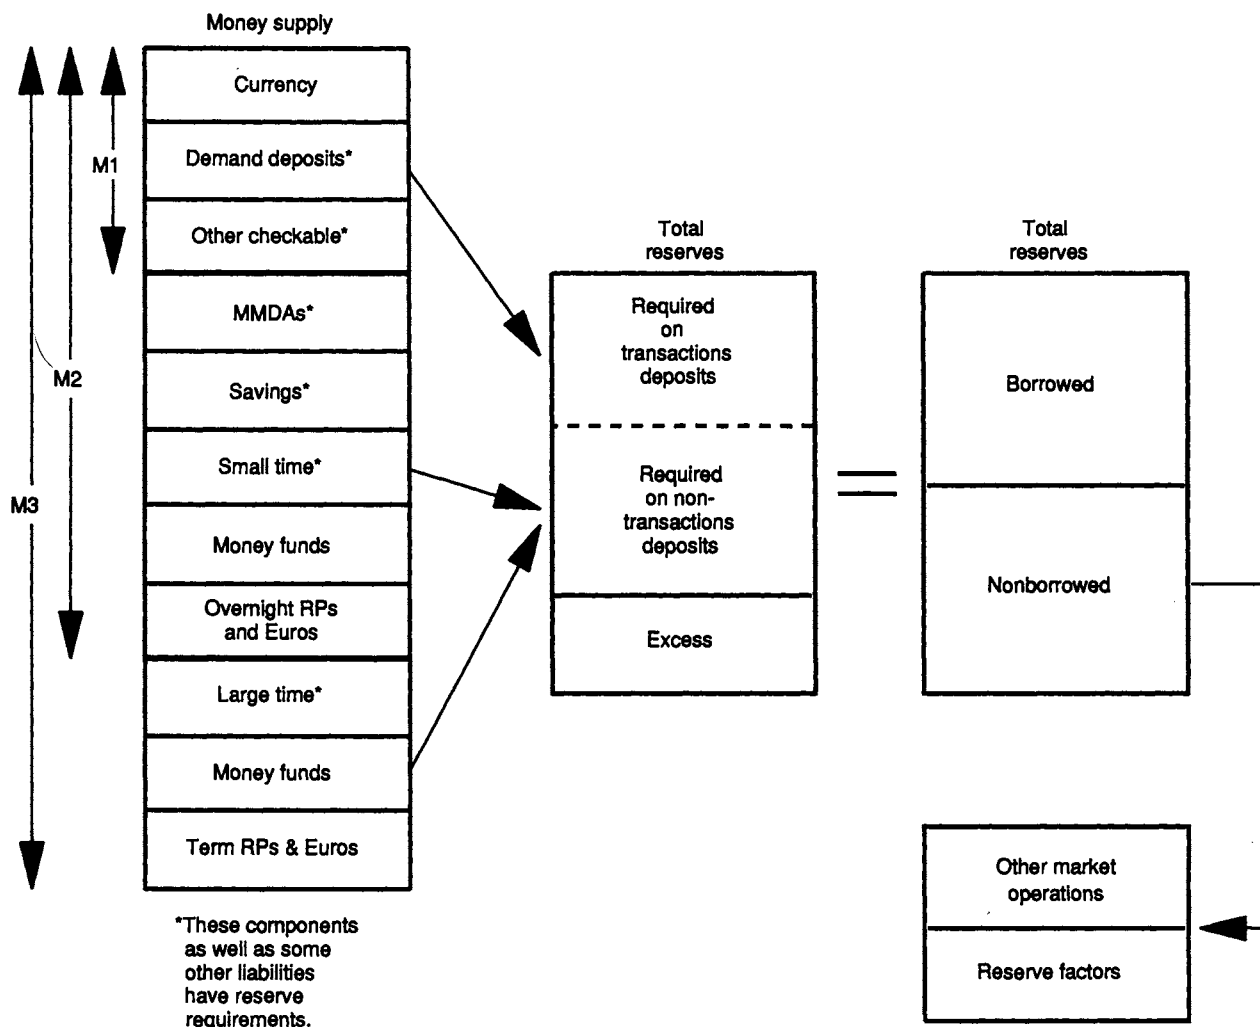 Money supply
Currency
Demand deposits*
Other checkable*
MMDAs*
Savings*
Small time*
Money funds
Overnight RPs
and Euros
Large time*
Money funds
Term RPs & Euros
M1
M2
M3
*These components
as well as some
other liabilities
have reserve
requirements.
Total
reserves
Required
on
transactions
deposits
Required
on non-
transactions
deposits
Excess
=
Total
reserves
Borrowed
Nonborrowed
Other market
operations
Reserve factors